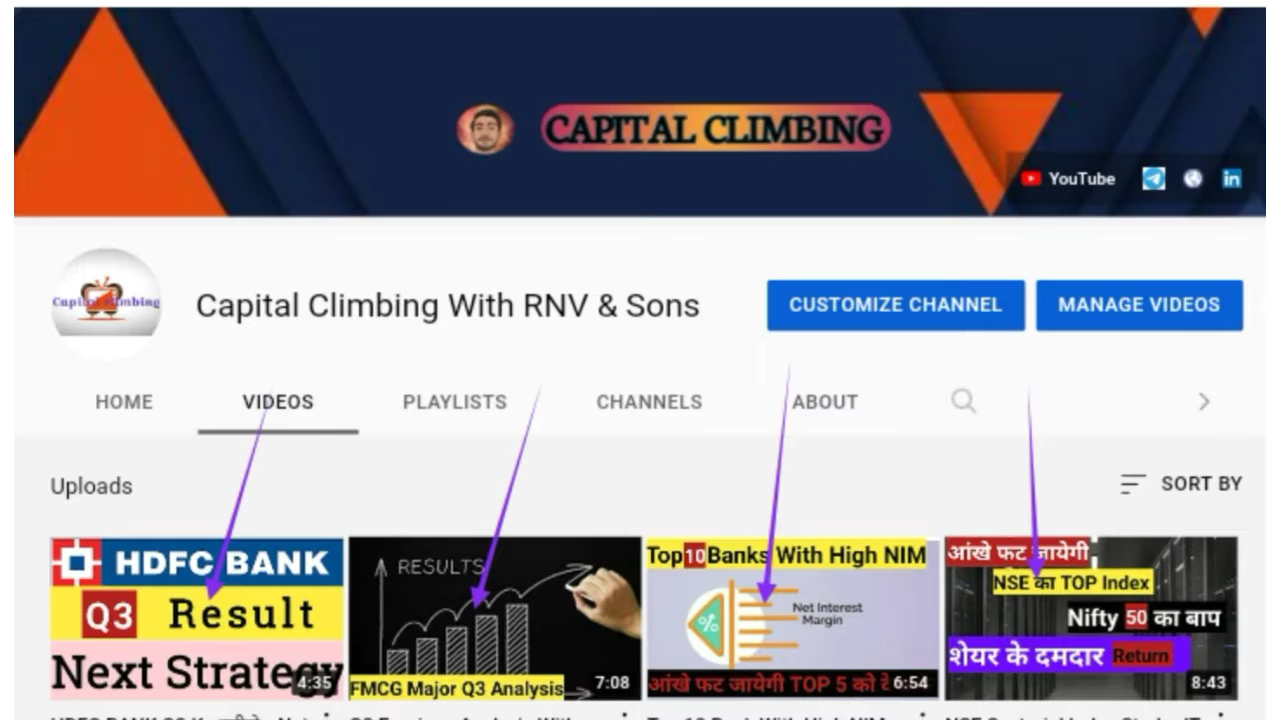 CAPITAL CLIMBING
YouTube
in
Capital Climbing
Capital Climbing With RNV & Sons
CUSTOMIZE CHANNEL
MANAGE VIDEOS
HOME
VIDEOS
PLAYLISTS
CHANNELS
ABOUT
Uploads
SORT BY
HDFC BANK
Q3 Result
Next Strategy
4:35
RESULTS
FMCG Major Q3 Analysis
7:08
Top 10 Banks With High NIM
%
Net Interest
Margin
आंखे फट जायेगी TOP 5 को
6:54
आंखे फट जायेगी
NSE का TOP Index
Nifty 50 का बाप
शेयर के दमदार Return
8:43